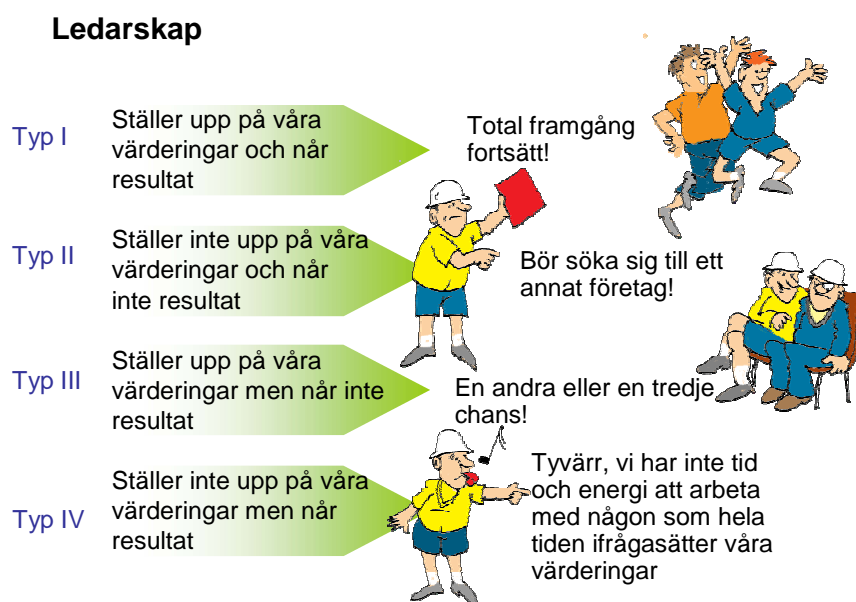 Ledarskap
Typ I
Ställer upp på våra
värderingar och når
resultat
Total framgång
fortsätt!
Typ II
Ställer inte upp på våra
värderingar och når
inte resultat
Bör söka sig till ett
annat företag!
Typ III
Ställer upp på våra
värderingar men når inte
resultat
En andra eller en tredje
chans!
Typ IV
Ställer inte upp på våra
värderingar men når
resultat
Tyvärr, vi har inte tid
och energi att arbeta
med någon som hela
tiden ifrågasätter våra
värderingar